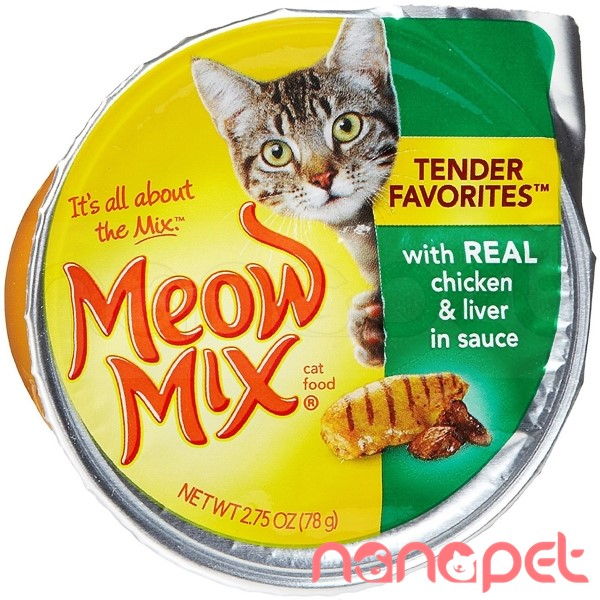 It's all about
the Mix.™
Meow
Mix
cat
food
®
TENDER
FAVORITES™
with REAL
chicken
& liver
in sauce
NET WT 2.75 OZ (78 g)
nanapet